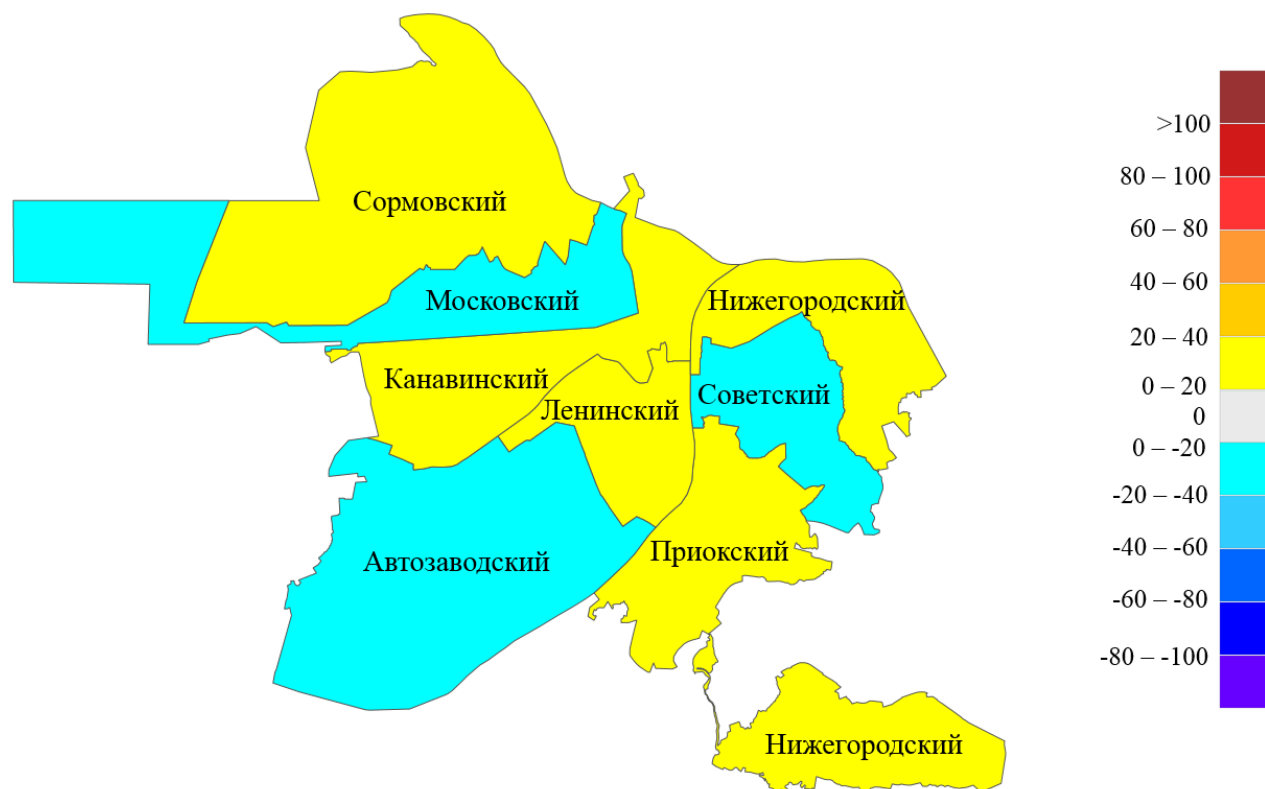 Сормовский
Московский
Нижегородский
Канавинский
Ленинский
Советский
Автозаводский
Приокский
Нижегородский
>100
80 – 100
60 – 80
40 – 60
20 – 40
0 – 20
0
0 – -20
-20 – -40
-40 – -60
-60 – -80
-80 – -100